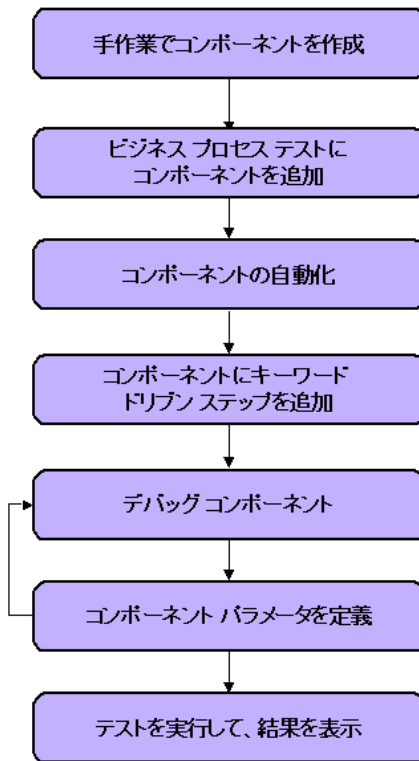 手作業でコンポーネントを作成
ビジネス プロセス テストに
コンポーネントを追加
コンポーネントの自動化
コンポーネントにキーワード
ドリブン ステップを追加
デバッグ コンポーネント
コンポーネント パラメータを定義
テストを実行して、結果を表示